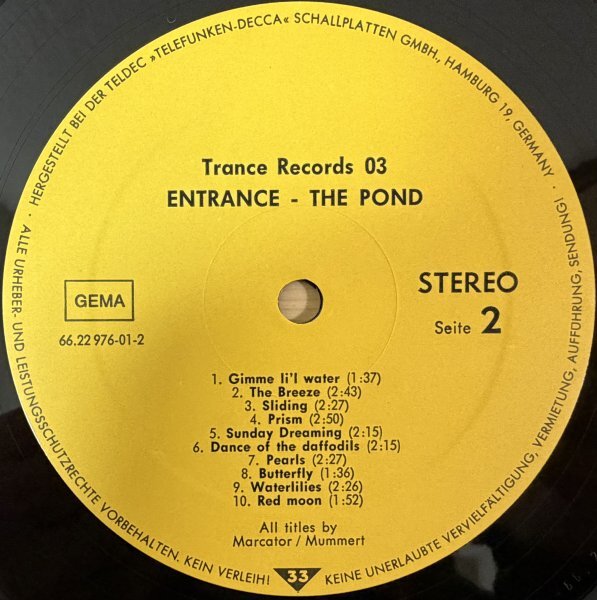 · HERGESTELLT BEI DER TELDEC »TELEFUNKEN-DECCA« SCHALLPLATTEN GMBH., HAMBURG 19, GERMANY ·
Trance Records 03
ENTRANCE - THE POND
GEMA
66.22 976-01-2
STEREO
Seite 2
1. Gimme li'l water (1:37)
2. The Breeze (2:43)
3. Sliding (2:27)
4. Prism (2:50)
5. Sunday Dreaming (2:15)
6. Dance of the daffodils (2:15)
7. Pearls (2:27)
8. Butterfly (1:36)
9. Waterlilies (2:26)
10. Red moon (1:52)
All titles by
Marcator / Mummert
ALLE URHEBER- UND LEISTUNGSSCHUTZRECHTE VORBEHALTEN. KEIN VERLEIH! KEINE UNERLAUBTE VERVIELFÄLTIGUNG, VERMIETUNG, AUFFÜHRUNG, SENDUNG!
33